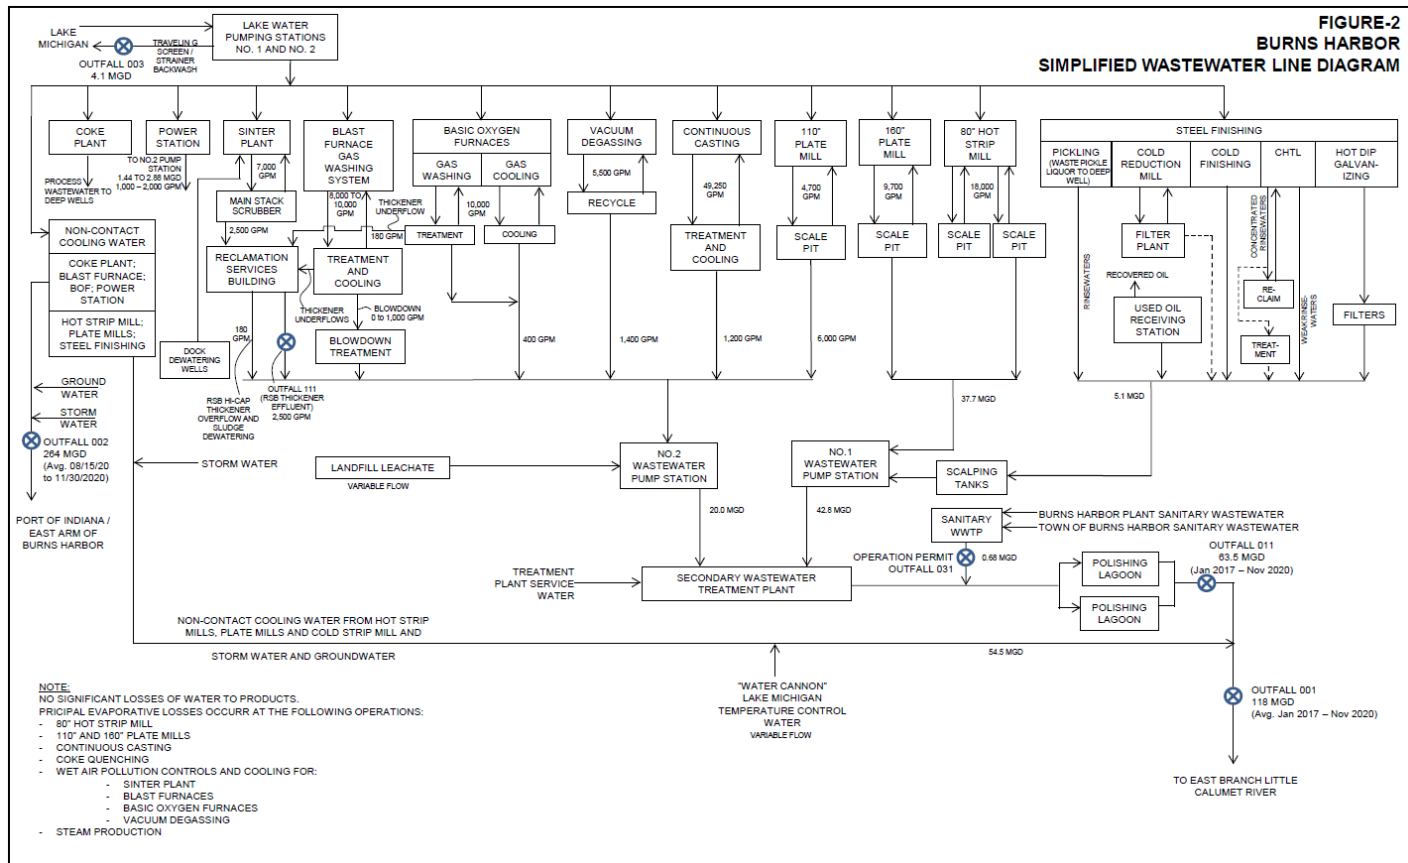 FIGURE-2
BURNS HARBOR
SIMPLIFIED WASTEWATER LINE DIAGRAM
LAKE
MICHIGAN
LAKE WATER
PUMPING STATIONS
NO. 1 AND NO. 2
TRAVELIN G
SCREEN /
STRAINER
BACKWASH
OUTFALL 003
4.1 MGD
COKE
PLANT
POWER
STATION
SINTER
PLANT
BLAST
FURNACE
GAS
WASHING
SYSTEM
BASIC OXYGEN
FURNACES
GAS
WASHING
GAS
COOLING
VACUUM
DEGASSING
CONTINUOUS
CASTING
110"
PLATE
MILL
160"
PLATE
MILL
80" HOT
STRIP
MILL
STEEL FINISHING
PICKLING
(WASTE PICKLE
LIQUOR TO DEEP
WELL)
COLD
REDUCTION
MILL
COLD
FINISHING
CHTL
HOT DIP
GALVAN-
IZING
PROCESS
WASTEWATER TO
DEEP WELLS
TO NO.2 PUMP
STATION
1.44 TO 2.88 MGD
1,000 – 2,000 GPM
7,000
GPM
MAIN STACK
SCRUBBER
2,500 GPM
8,000 TO
10,000
GPM
THICKENER
UNDERFLOW
180 GPM
TREATMENT
10,000
GPM
COOLING
5,500 GPM
RECYCLE
49,250
GPM
TREATMENT
AND
COOLING
4,700
GPM
SCALE
PIT
9,700
GPM
SCALE
PIT
18,000
GPM
SCALE
PIT
SCALE
PIT
FILTER
PLANT
CONCENTRATED
RINSEWATERS
RE-
CLAIM
TREAT-
MENT
WEAKRINSE-
WATERS
FILTERS
RINSEWATERS
RECOVERED OIL
USED OIL
RECEIVING
STATION
NON-CONTACT
COOLING WATER
COKE PLANT;
BLAST FURNACE;
BOF; POWER
STATION
HOT STRIP MILL;
PLATE MILLS;
STEEL FINISHING
RECLAMATION
SERVICES
BUILDING
TREATMENT
AND
COOLING
THICKENER
UNDERFLOWS
BLOWDOWN
0 to 1,000 GPM
BLOWDOWN
TREATMENT
DOCK
DEWATERING
WELLS
180
GPM
400 GPM
1,400 GPM
1,200 GPM
6,000 GPM
RSB HI-CAP
THICKENER
OVERFLOW AND
SLUDGE
DEWATERING
OUTFALL 111
(RSB THICKENER
EFFLUENT)
2,500 GPM
37.7 MGD
5.1 MGD
GROUND
WATER
STORM
WATER
OUTFALL 002
264 MGD
(Avg. 08/15/20
to 11/30/2020)
STORM WATER
PORT OF INDIANA /
EAST ARM OF
BURNS HARBOR
LANDFILL LEACHATE
VARIABLE FLOW
NO.2
WASTEWATER
PUMP STATION
NO.1
WASTEWATER
PUMP STATION
SCALPING
TANKS
20.0 MGD
42.8 MGD
SANITARY
WWTP
BURNS HARBOR PLANT SANITARY WASTEWATER
TOWN OF BURNS HARBOR SANITARY WASTEWATER
OPERATION PERMIT
OUTFALL 031
0.68 MGD
TREATMENT
PLANT SERVICE
WATER
SECONDARY WASTEWATER
TREATMENT PLANT
POLISHING
LAGOON
POLISHING
LAGOON
OUTFALL 011
63.5 MGD
(Jan 2017 – Nov 2020)
NON-CONTACT COOLING WATER FROM HOT STRIP
MILLS, PLATE MILLS AND COLD STRIP MILL AND
STORM WATER AND GROUNDWATER
54.5 MGD
"WATER CANNON"
LAKE MICHIGAN
TEMPERATURE CONTROL
WATER
VARIABLE FLOW
OUTFALL 001
118 MGD
(Avg. Jan 2017 – Nov 2020)
TO EAST BRANCH LITTLE
CALUMET RIVER
NOTE:
NO SIGNIFICANT LOSSES OF WATER TO PRODUCTS.
PRICIPAL EVAPORATIVE LOSSES OCCUR AT THE FOLLOWING OPERATIONS:
- 80" HOT STRIP MILL
- 110" AND 160" PLATE MILLS
- CONTINUOUS CASTING
- COKE QUENCHING
- WET AIR POLLUTION CONTROLS AND COOLING FOR:
- SINTER PLANT
- BLAST FURNACES
- BASIC OXYGEN FURNACES
- VACUUM DEGASSING
- STEAM PRODUCTION